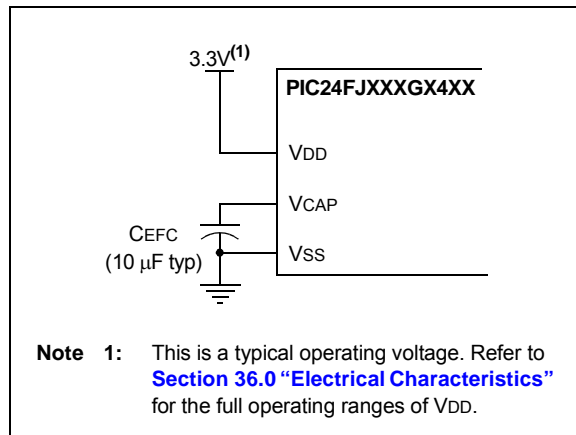 3.3V(1)
PIC24FJXXXGX4XX
VDD
VCAP
CEFC
(10 μF typ)
VSS
Note 1: This is a typical operating voltage. Refer to
Section 36.0 “Electrical Characteristics”
for the full operating ranges of VDD.